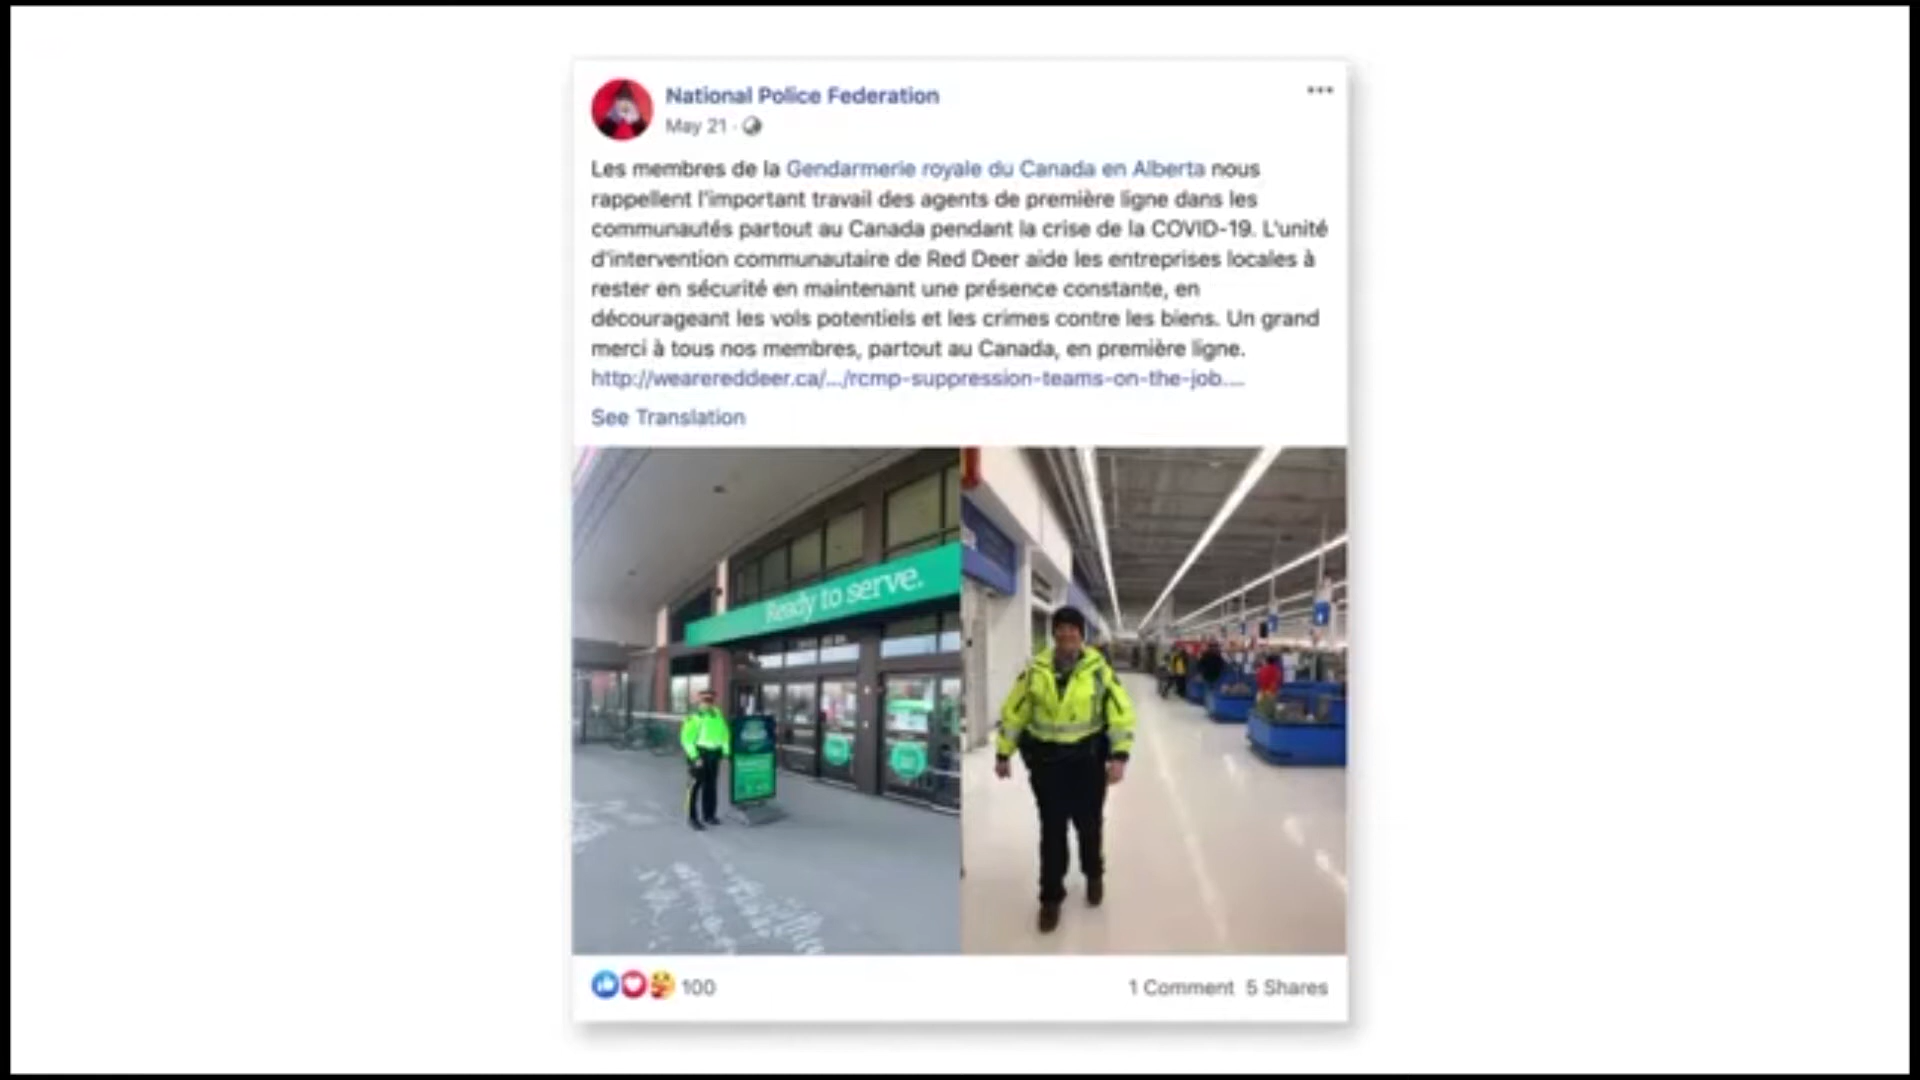 National Police Federation
May 21 ·
Les membres de la Gendarmerie royale du Canada en Alberta nous
rappellent l'important travail des agents de première ligne dans les
communautés partout au Canada pendant la crise de la COVID-19. L'unité
d'intervention communautaire de Red Deer aide les entreprises locales à
rester en sécurité en maintenant une présence constante, en
décourageant les vols potentiels et les crimes contre les biens. Un grand
merci à tous nos membres, partout au Canada, en première ligne.
http://wearereddeer.ca/.../rcmp-suppression-teams-on-the-job....
See Translation
Ready to serve.
100
1 Comment 5 Shares